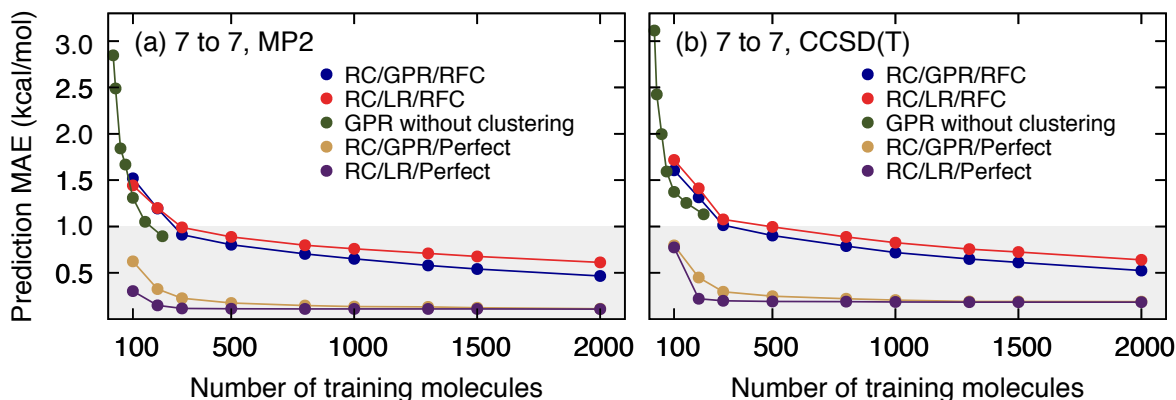 Prediction MAE (kcal/mol)
3.0
2.5
2.0
1.5
1.0
0.5
(a) 7 to 7, MP2
RC/GPR/RFC
RC/LR/RFC
GPR without clustering
RC/GPR/Perfect
RC/LR/Perfect
100 500 1000 1500 2000
Number of training molecules
(b) 7 to 7, CCSD(T)
RC/GPR/RFC
RC/LR/RFC
GPR without clustering
RC/GPR/Perfect
RC/LR/Perfect
100 500 1000 1500 2000
Number of training molecules